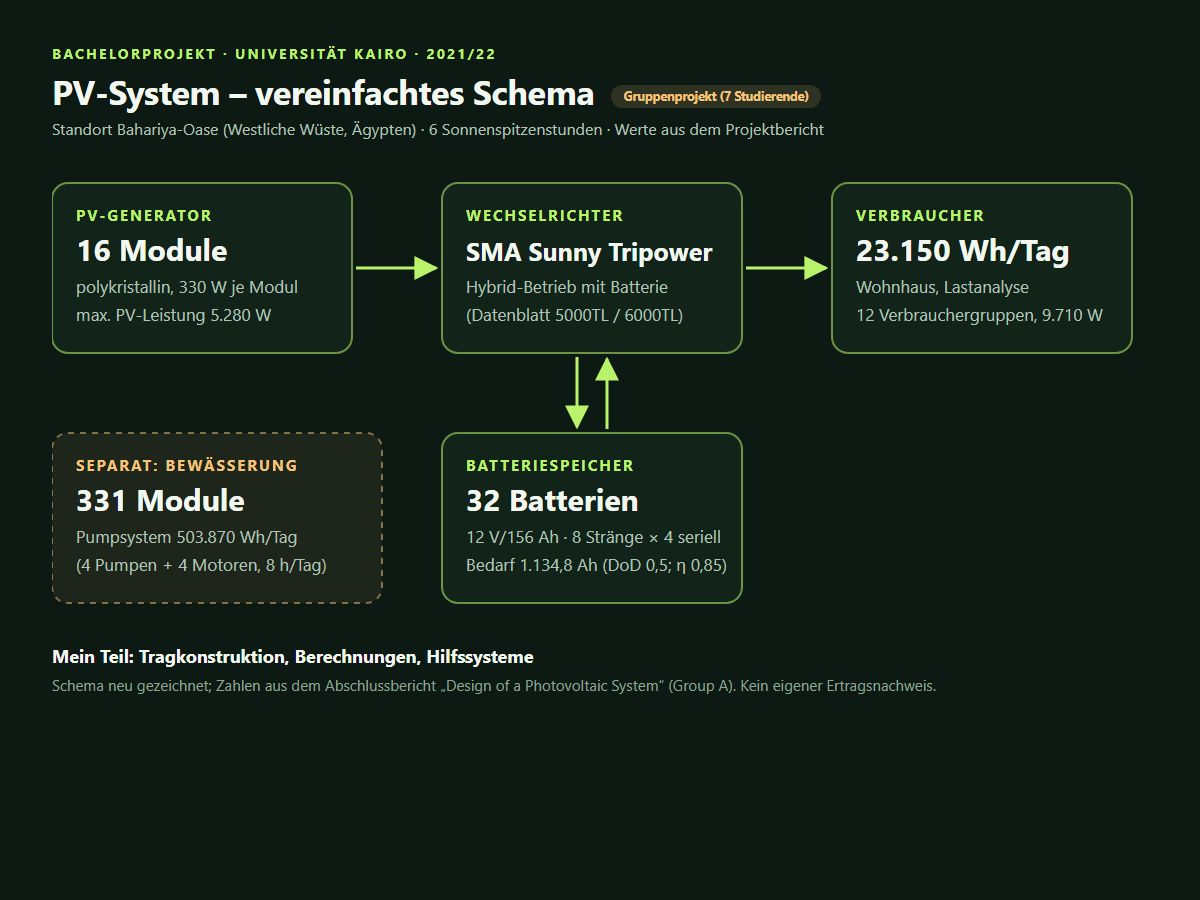 BACHELORPROJEKT · UNIVERSITÄT KAIRO · 2021/22
PV-System – vereinfachtes Schema
Gruppenprojekt (7 Studierende)
Standort Bahariya-Oase (Westliche Wüste, Ägypten) · 6 Sonnenspitzenstunden · Werte aus dem Projektbericht
PV-GENERATOR
16 Module
polykristallin, 330 W je Modul
max. PV-Leistung 5.280 W
WECHSELRICHTER
SMA Sunny Tripower
Hybrid-Betrieb mit Batterie
(Datenblatt 5000TL / 6000TL)
VERBRAUCHER
23.150 Wh/Tag
Wohnhaus, Lastanalyse
12 Verbrauchergruppen, 9.710 W
SEPARAT: BEWÄSSERUNG
331 Module
Pumpsystem 503.870 Wh/Tag
(4 Pumpen + 4 Motoren, 8 h/Tag)
BATTERIESPEICHER
32 Batterien
12 V/156 Ah · 8 Stränge × 4 seriell
Bedarf 1.134,8 Ah (DoD 0,5; η 0,85)
Mein Teil: Tragkonstruktion, Berechnungen, Hilfssysteme
Schema neu gezeichnet; Zahlen aus dem Abschlussbericht „Design of a Photovoltaic System“ (Group A). Kein eigener Ertragsnachweis.